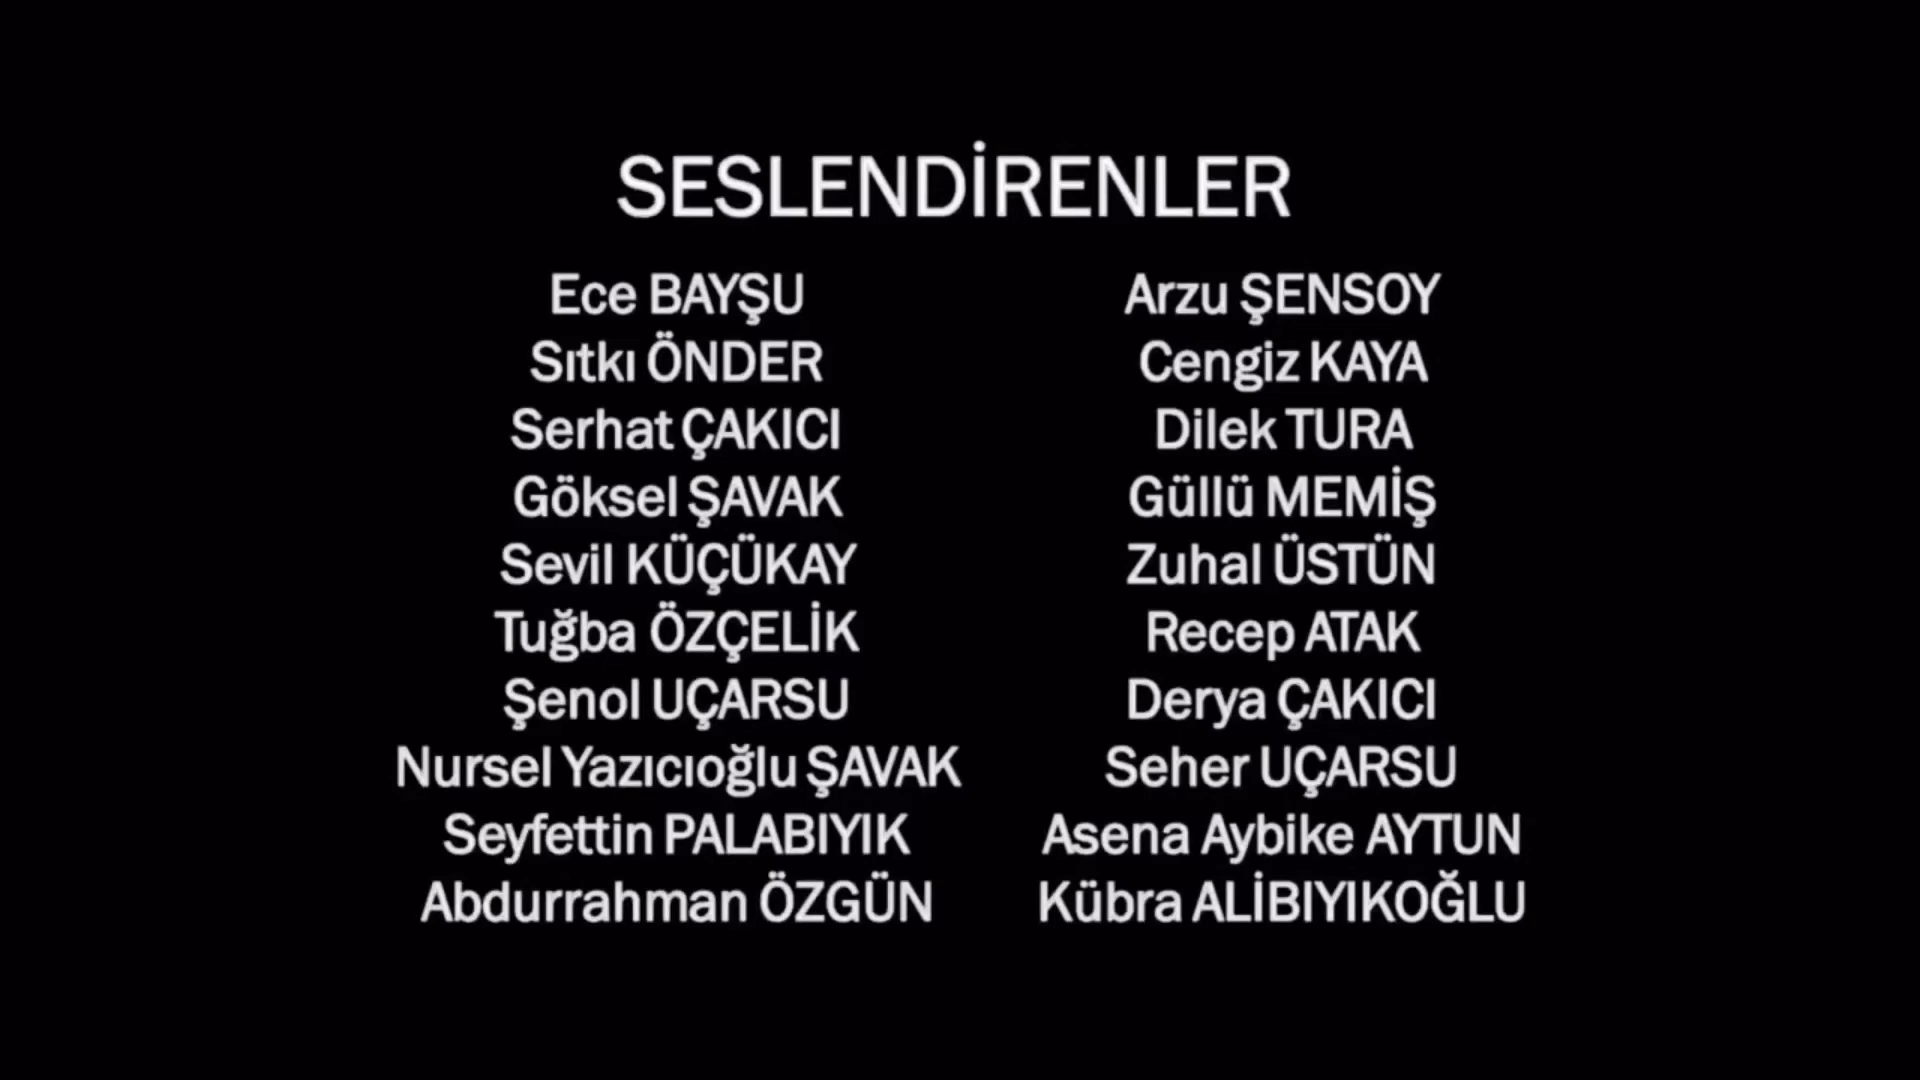 SESLENDİRENLER
Ece BAYŞU
Sıtkı ÖNDER
Serhat ÇAKICI
Göksel ŞAVAK
Sevil KÜÇÜKAY
Tuğba ÖZÇELİK
Şenol UÇARSU
Nursel Yazıcıoğlu ŞAVAK
Seyfettin PALABIYIK
Abdurrahman ÖZGÜN
Arzu ŞENSOY
Cengiz KAYA
Dilek TURA
Güllü MEMİŞ
Zuhal ÜSTÜN
Recep ATAK
Derya ÇAKICI
Seher UÇARSU
Asena Aybike AYTUN
Kübra ALİBIYIKOĞLU